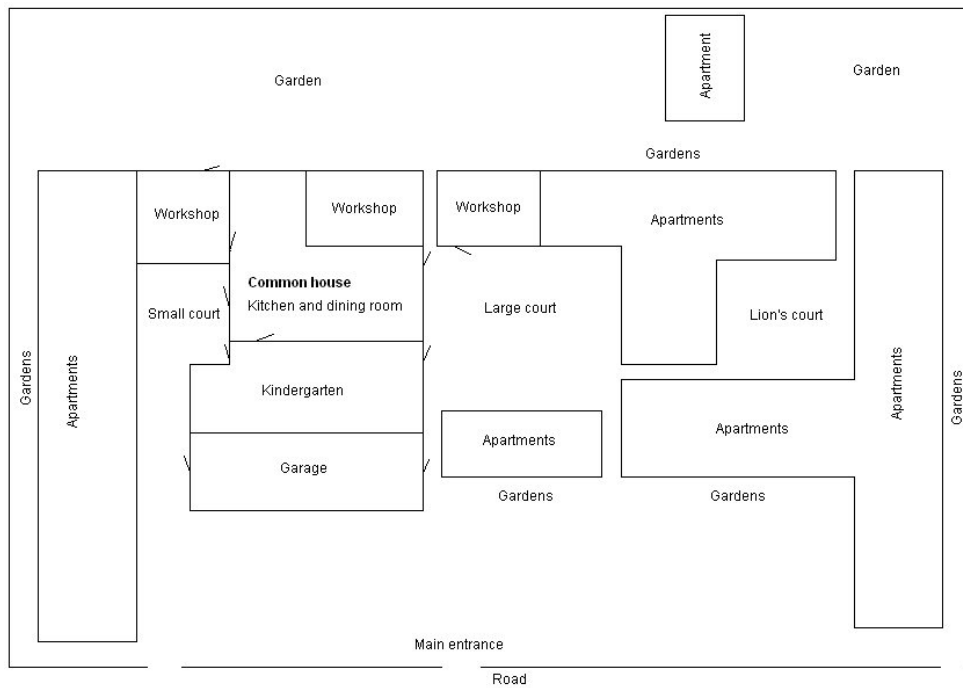 Apartment
Garden
Garden
Gardens
Workshop
Workshop
Workshop
Apartments
Common house
Kitchen and dining room
Small court
Large court
Lion's court
Gardens
Apartments
Kindergarten
Apartments
Gardens
Apartments
Apartments
Garage
Gardens
Gardens
Main entrance
Road